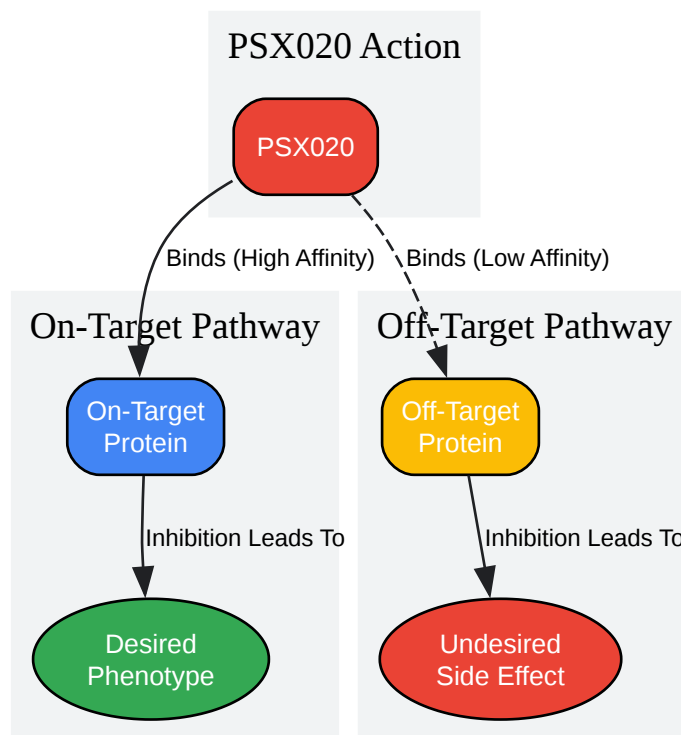 PSX020 Action
PSX020
Binds (High Affinity)
Binds (Low Affinity)
On-Target Pathway
Off-Target Pathway
On-Target
Protein
Off-Target
Protein
Inhibition Leads To
Inhibition Leads To
Desired
Phenotype
Undesired
Side Effect